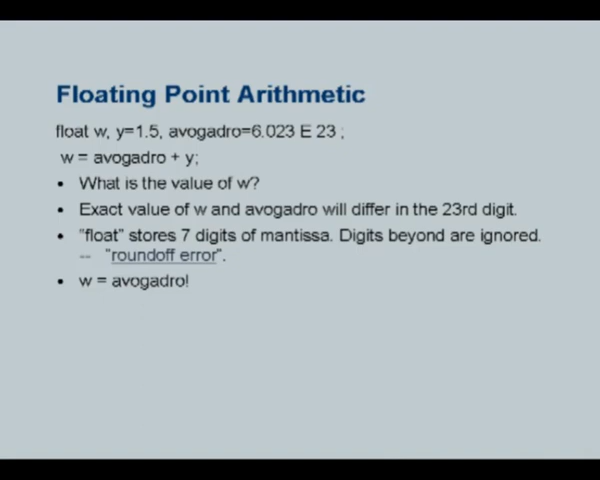 Floating Point Arithmetic
float w, y=1.5, avogadro=6.023 E 23 ;
w = avogadro + y;
• What is the value of w?
• Exact value of w and avogadro will differ in the 23rd digit.
• "float" stores 7 digits of mantissa. Digits beyond are ignored.
-- "roundoff error".
• w = avogadro!